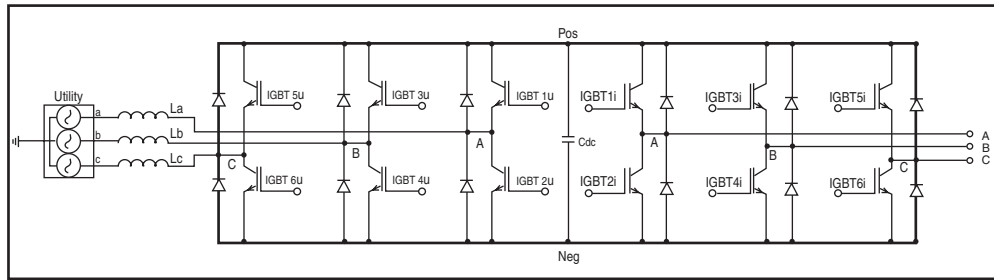 Pos
Utility
a
La
b
Lb
c
Lc
IGBT 5u
IGBT 3u
IGBT 1u
IGBT1i
IGBT3i
IGBT5i
C
B
A
Cdc
A
B
C
A
B
C
IGBT 6u
IGBT 4u
IGBT 2u
IGBT2i
IGBT4i
IGBT6i
Neg